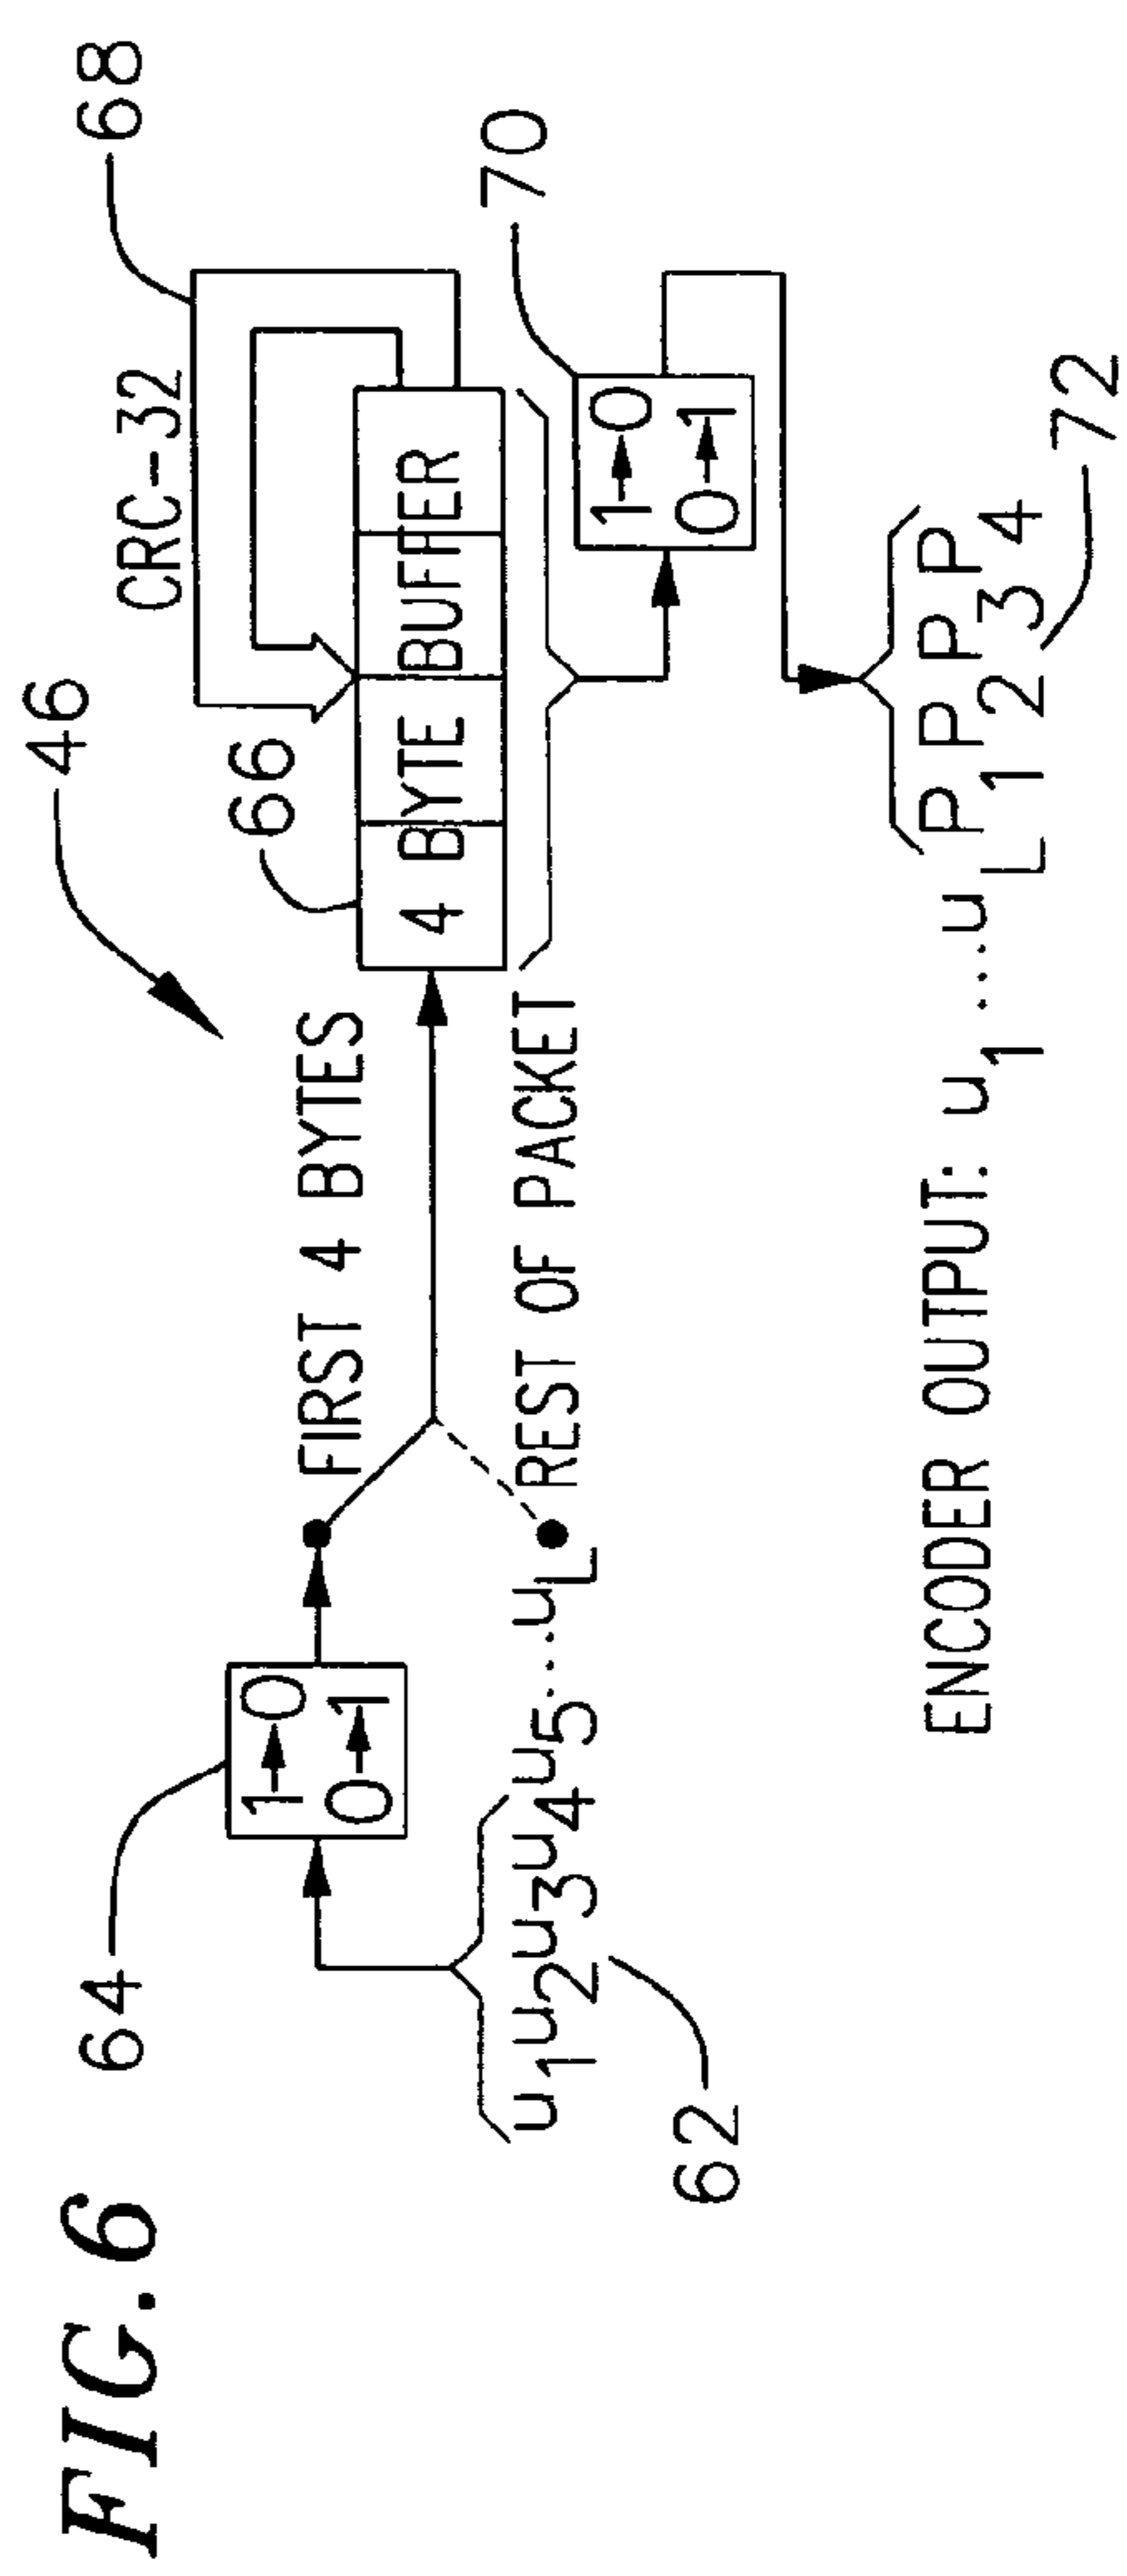 FIG. 6
46
CRC-32
68
64
1→0
0→1
FIRST 4 BYTES
66
4 BYTE BUFFER
u1u2u3u4u5...uL
REST OF PACKET
62
70
1→0
0→1
ENCODER OUTPUT: u1...uLP1P2P3P4
72